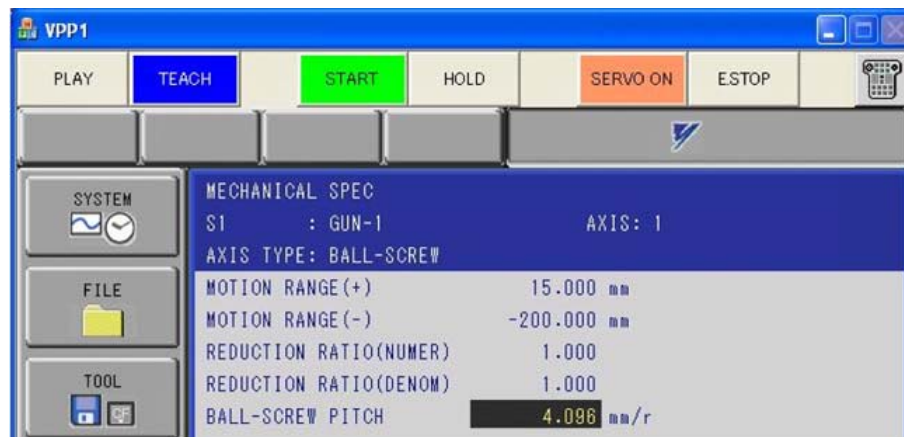 VPP1
PLAY TEACH START HOLD SERVO ON E.STOP
SYSTEM
FILE
TOOL
CF
MECHANICAL SPEC
S1 : GUN-1 AXIS: 1
AXIS TYPE: BALL-SCREW
MOTION RANGE(+) 15.000 mm
MOTION RANGE(-) -200.000 mm
REDUCTION RATIO(NUMER) 1.000
REDUCTION RATIO(DENOM) 1.000
BALL-SCREW PITCH 4.096 mm/r